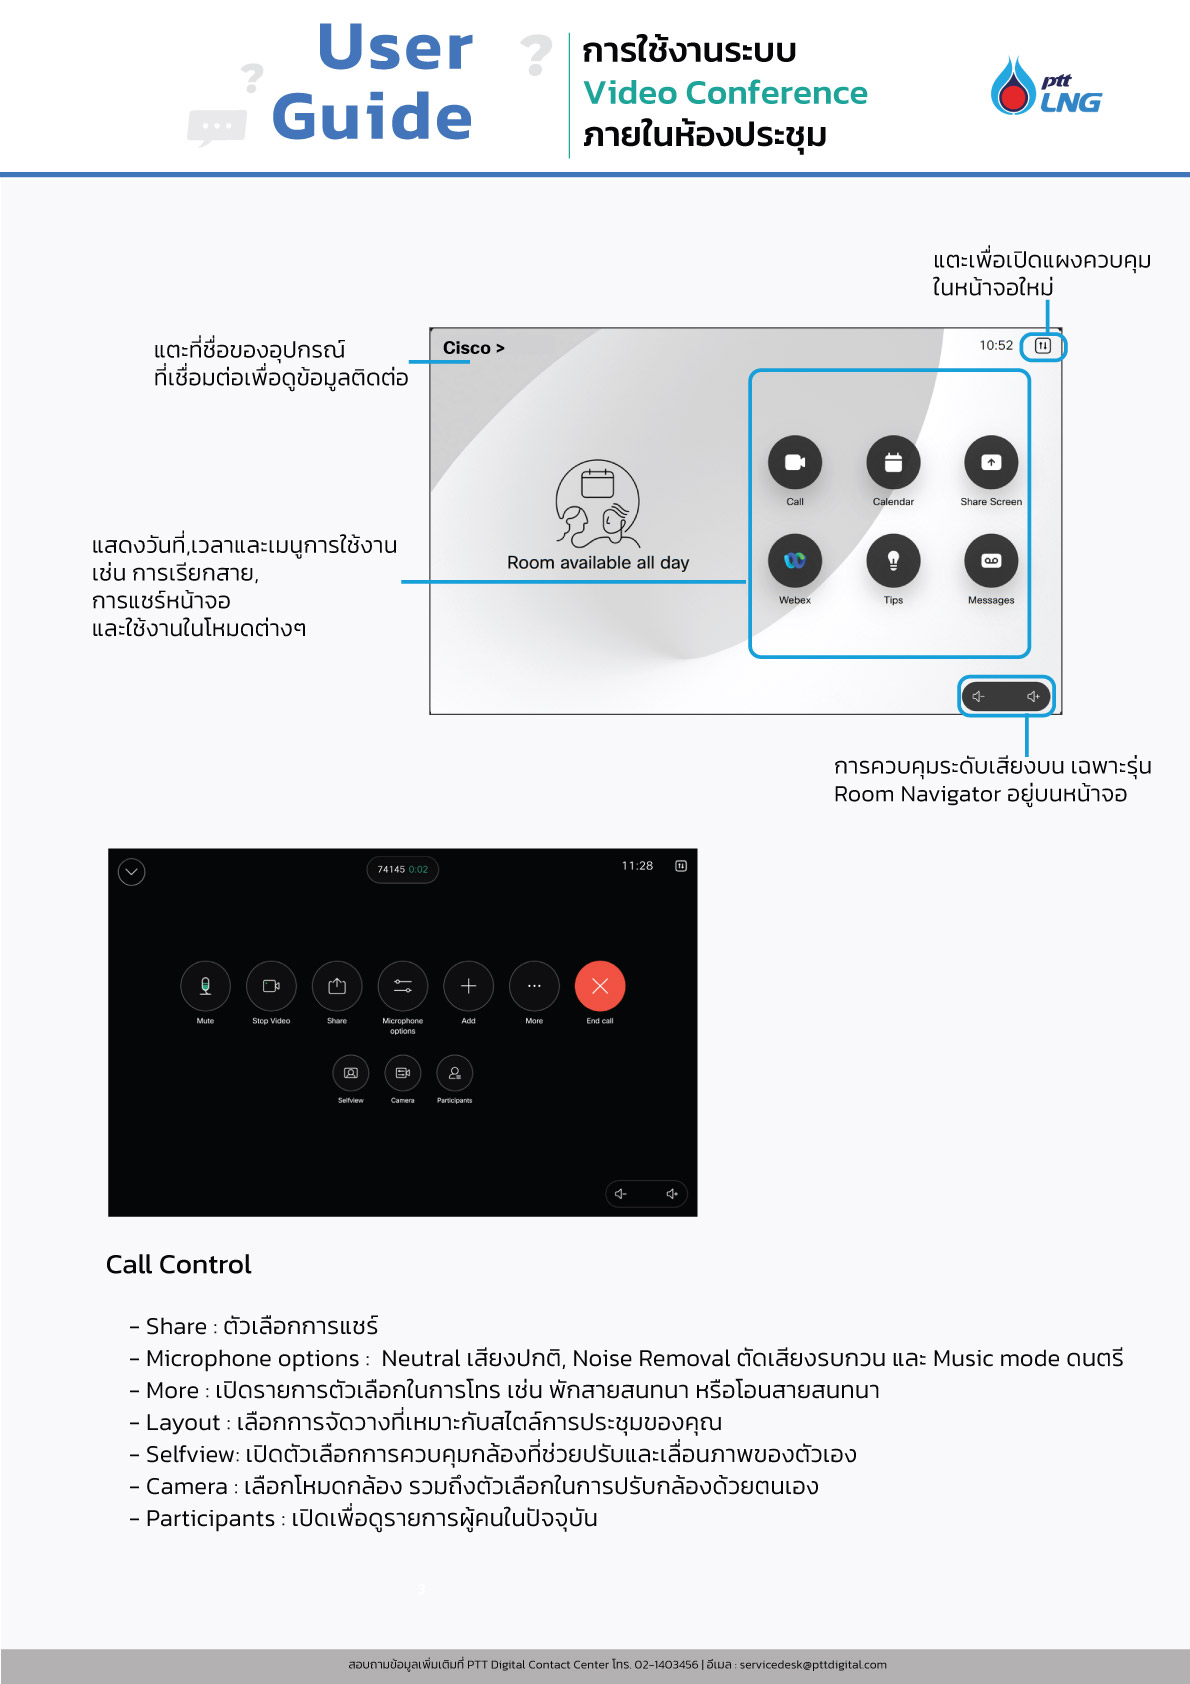 User
Guide
การใช้งานระบบ
Video Conference
ภายในห้องประชุม
ptt
LNG
แตะเพื่อเปิดแผงควบคุม
ในหน้าจอใหม่
แตะที่ชื่อของอุปกรณ์
ที่เชื่อมต่อเพื่อดูข้อมูลติดต่อ
Cisco >
10:52
Call
Calendar
Share Screen
Room available all day
Webex
Tips
Messages
แสดงวันที่,เวลาและเมนูการใช้งาน
เช่น การเรียกสาย,
การแชร์หน้าจอ
และใช้งานในโหมดต่างๆ
การควบคุมระดับเสียงบน เฉพาะรุ่น
Room Navigator อยู่บนหน้าจอ
74145 0:02
11:28
Mute
Stop Video
Share
Microphone
options
Add
More
End call
Selfview
Camera
Participants
Call Control
- Share : ตัวเลือกการแชร์
- Microphone options : Neutral เสียงปกติ, Noise Removal ตัดเสียงรบกวน และ Music mode ดนตรี
- More : เปิดรายการตัวเลือกในการโทร เช่น พักสายสนทนา หรือโอนสายสนทนา
- Layout : เลือกการจัดวางที่เหมาะกับสไตล์การประชุมของคุณ
- Selfview: เปิดตัวเลือกการควบคุมกล้องที่ช่วยปรับและเลื่อนภาพของตัวเอง
- Camera : เลือกโหมดกล้อง รวมถึงตัวเลือกในการปรับกล้องด้วยตนเอง
- Participants : เปิดเพื่อดูรายการผู้คนในปัจจุบัน
สอบถามข้อมูลเพิ่มเติมที่ PTT Digital Contact Center โทร. 02-1403456 | อีเมล : servicedesk@pttdigital.com